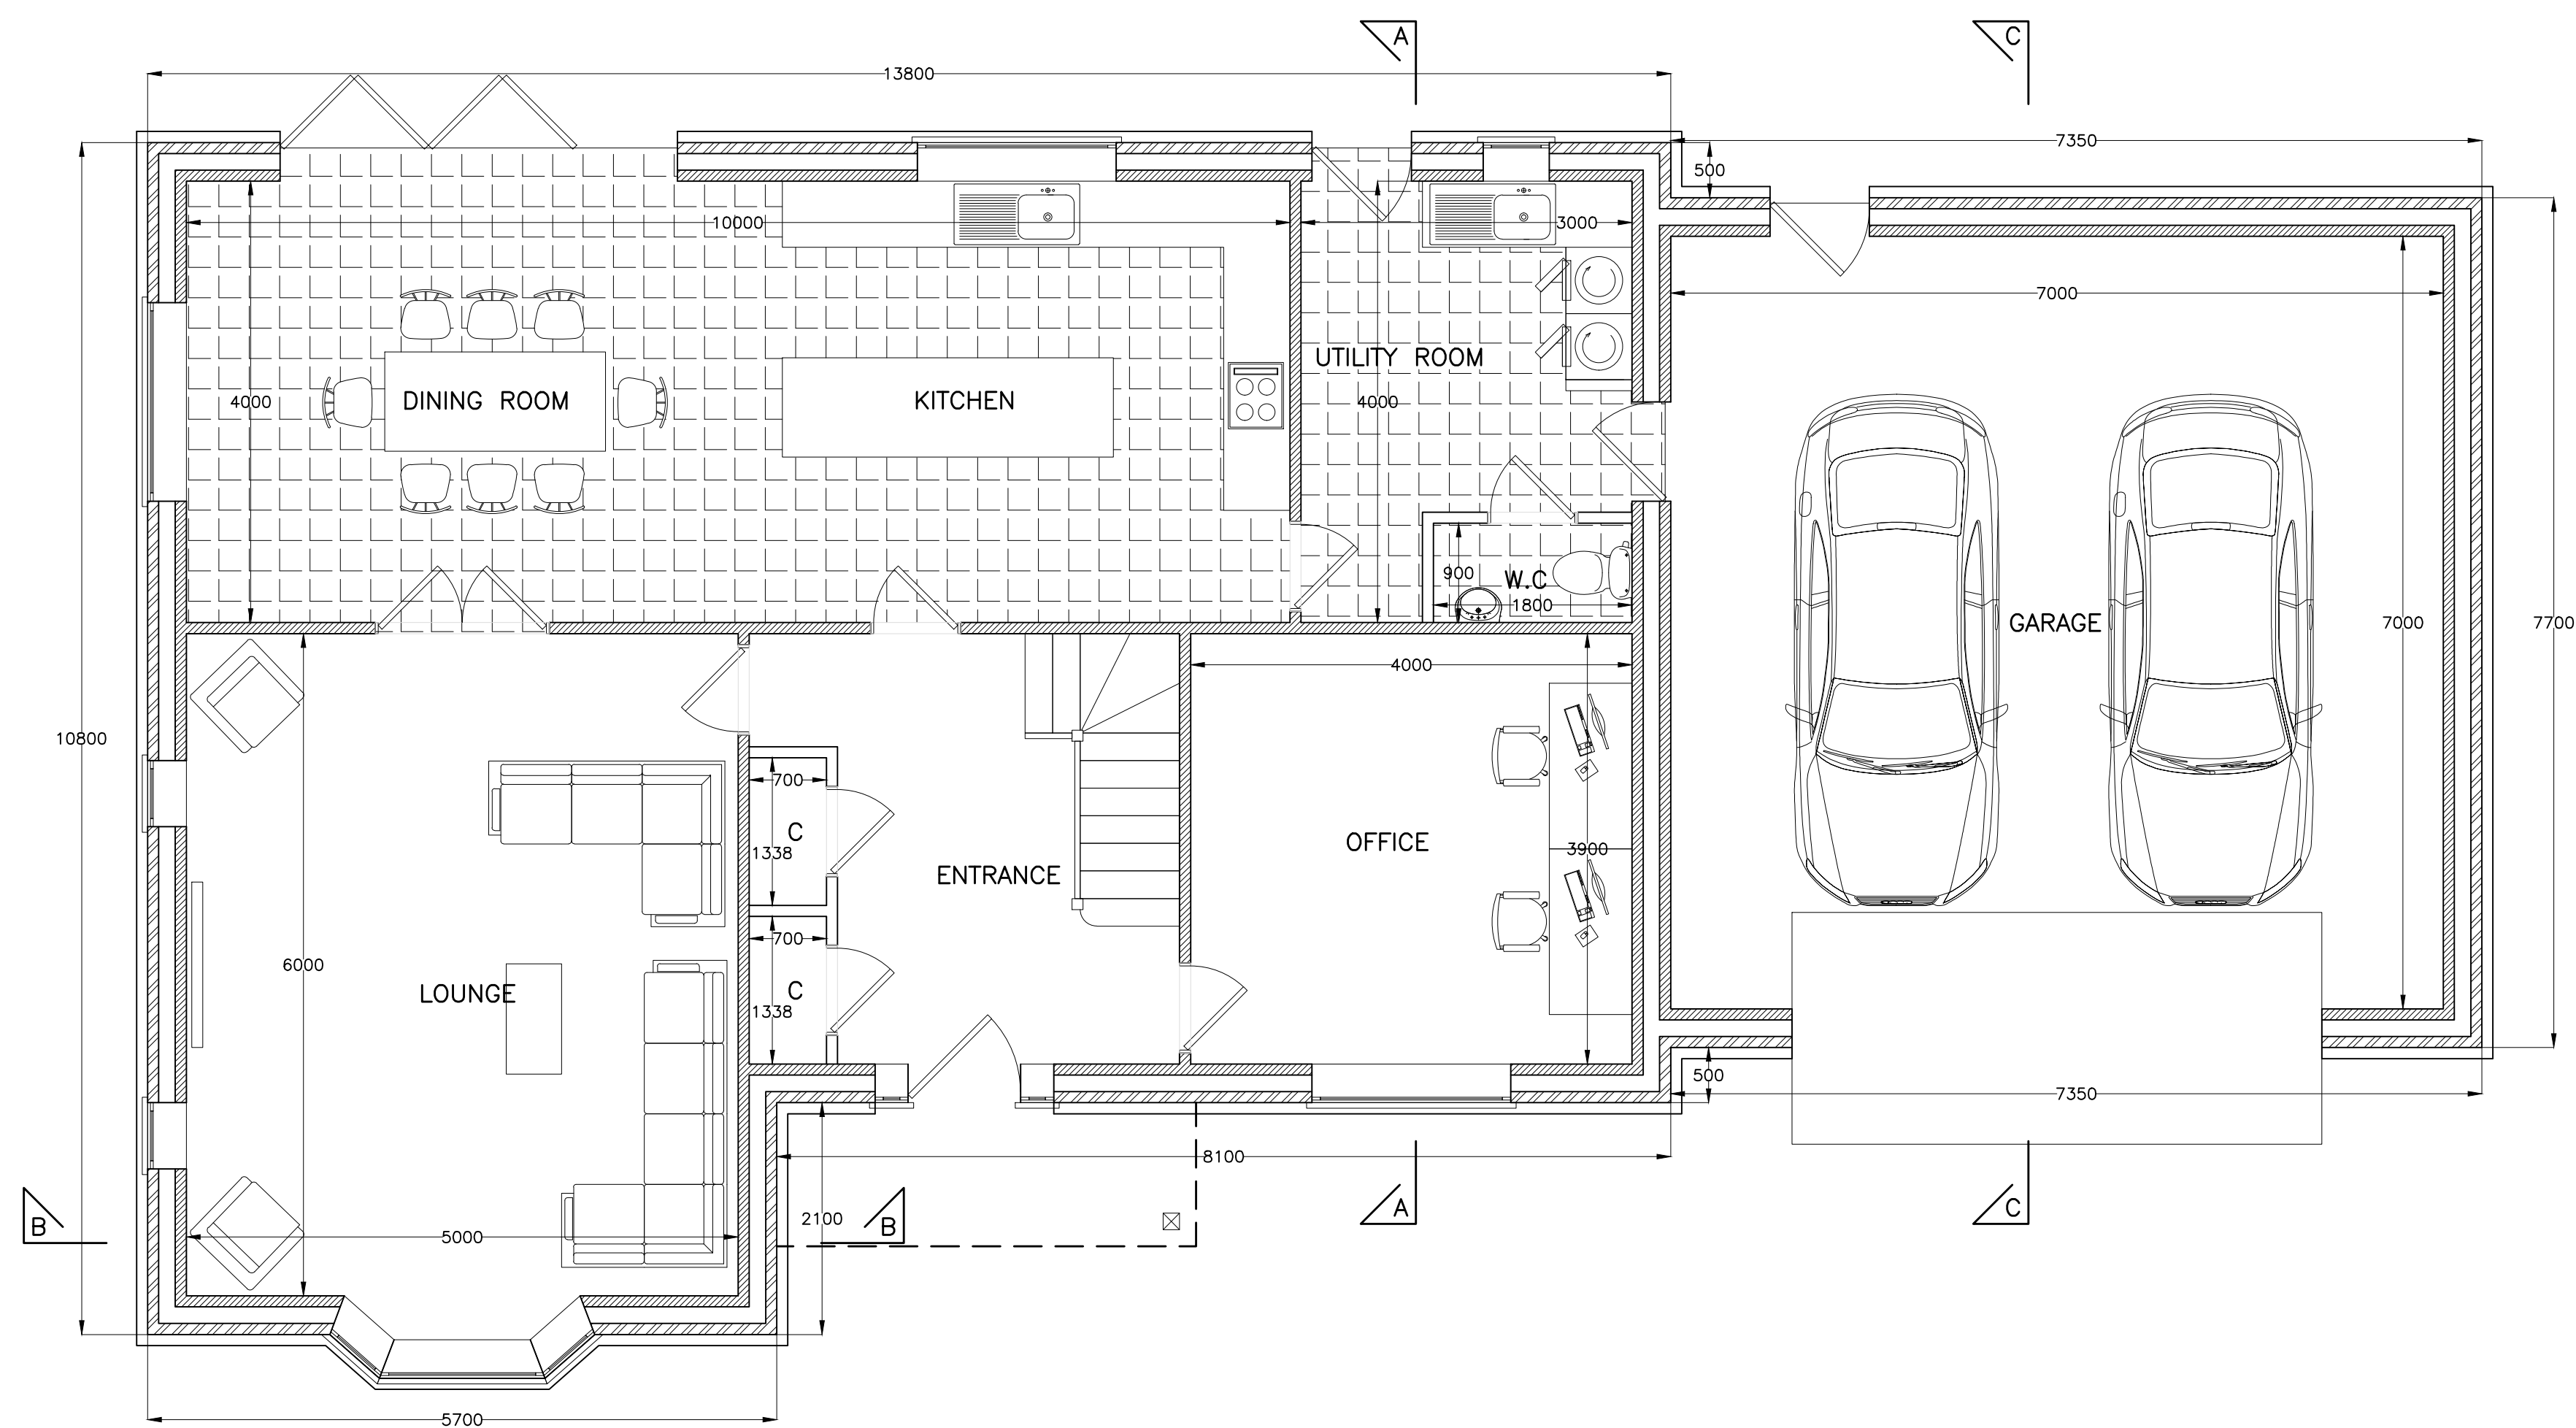 A
C
13800
7350
500
10000
3000
7000
UTILITY ROOM
DINING ROOM
KITCHEN
4000
4000
900
W.C
1800
GARAGE
7000
7700
4000
10800
700
C
1338
OFFICE
3900
ENTRANCE
700
6000
LOUNGE
C
1338
500
7350
8100
B
5000
2100
B
A
C
5700